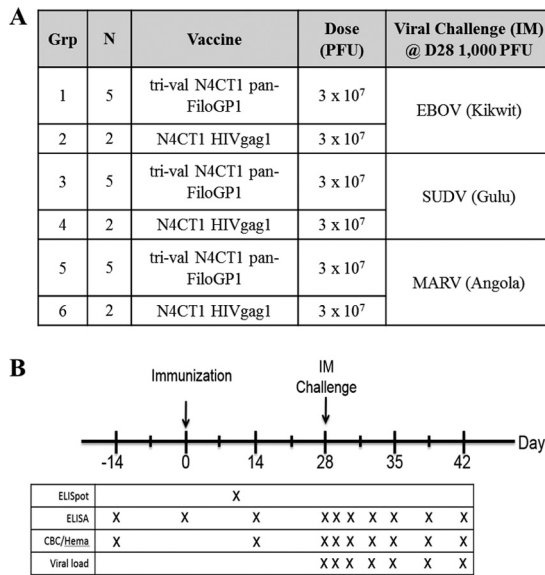 A
Grp N Vaccine Dose (PFU) Viral Challenge (IM) @ D28 1,000 PFU
1 5 tri-val N4CT1 pan-FiloGP1 3 x 10⁷ EBOV (Kikwit)
2 2 N4CT1 HIVgag1 3 x 10⁷
3 5 tri-val N4CT1 pan-FiloGP1 3 x 10⁷ SUDV (Gulu)
4 2 N4CT1 HIVgag1 3 x 10⁷
5 5 tri-val N4CT1 pan-FiloGP1 3 x 10⁷ MARV (Angola)
6 2 N4CT1 HIVgag1 3 x 10⁷
B
Immunization
IM
Challenge
Day
-14 0 14 28 35 42
ELISpot X
ELISA X X X X X X X X X X
CBC/Hema X X X X X X X X X
Viral load X X X X X X X